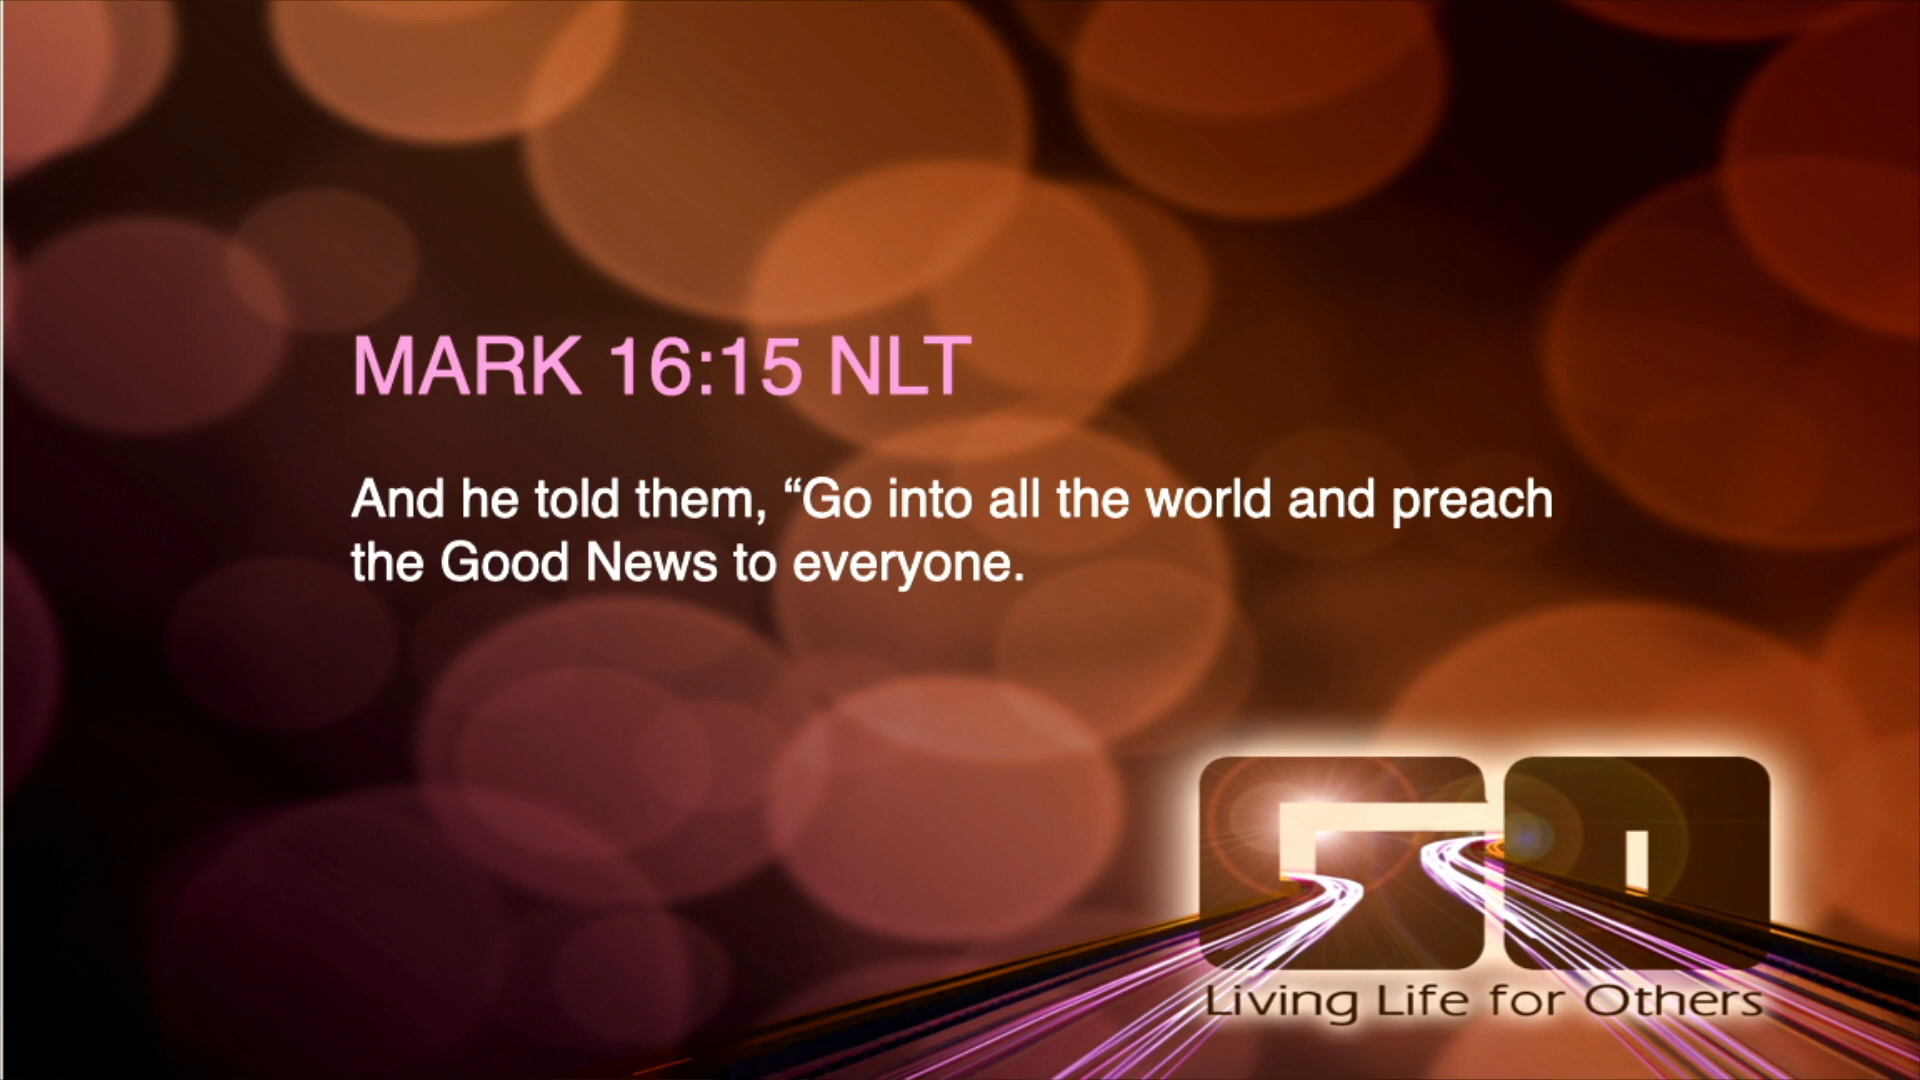 MARK 16:15 NLT
And he told them, “Go into all the world and preach
the Good News to everyone.
GO
Living Life for Others